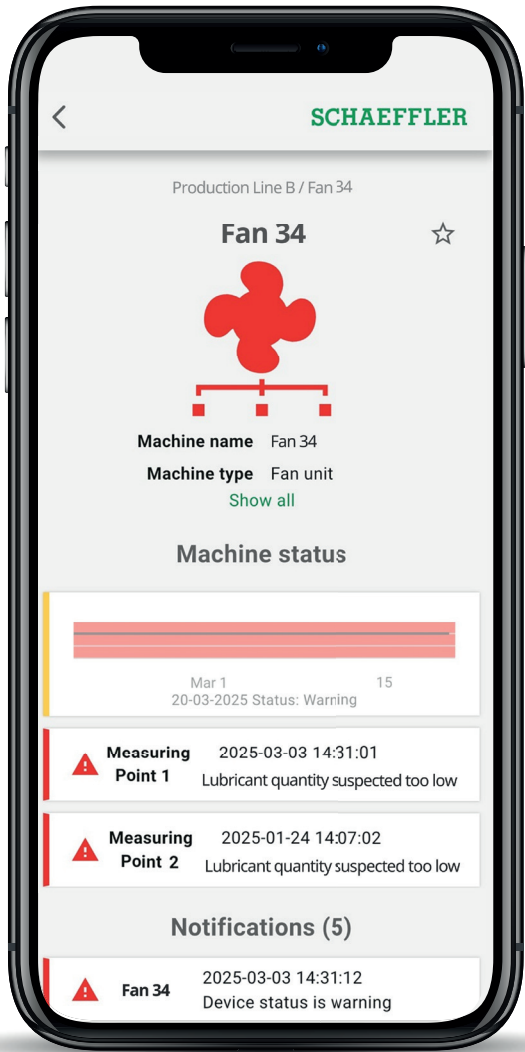 SCHAEFFLER
Production Line B / Fan 34
Fan 34
Machine name Fan 34
Machine type Fan unit
Show all
Machine status
Mar 1 15
20-03-2025 Status: Warning
Measuring Point 1
2025-03-03 14:31:01
Lubricant quantity suspected too low
Measuring Point 2
2025-01-24 14:07:02
Lubricant quantity suspected too low
Notifications (5)
Fan 34
2025-03-03 14:31:12
Device status is warning